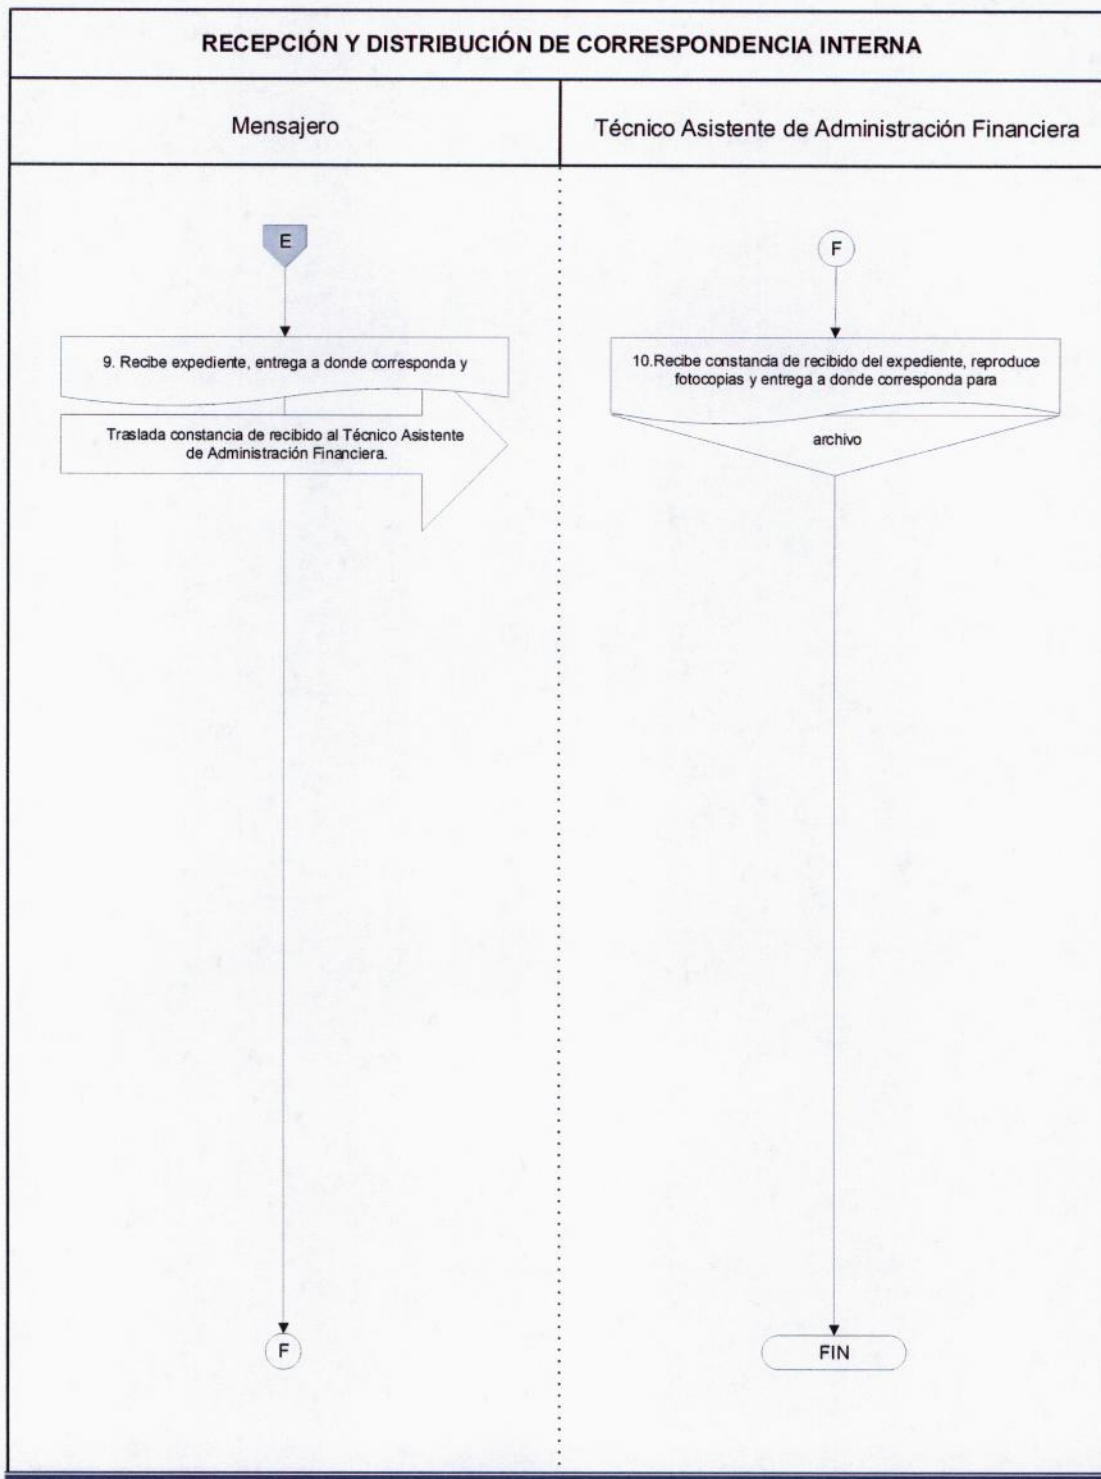 RECEPCIÓN Y DISTRIBUCIÓN DE CORRESPONDENCIA INTERNA
Mensajero
Técnico Asistente de Administración Financiera
E
9. Recibe expediente, entrega a donde corresponda y
Traslada constancia de recibido al Técnico Asistente
de Administración Financiera.
F
F
10.Recibe constancia de recibido del expediente, reproduce
fotocopias y entrega a donde corresponda para
archivo
FIN